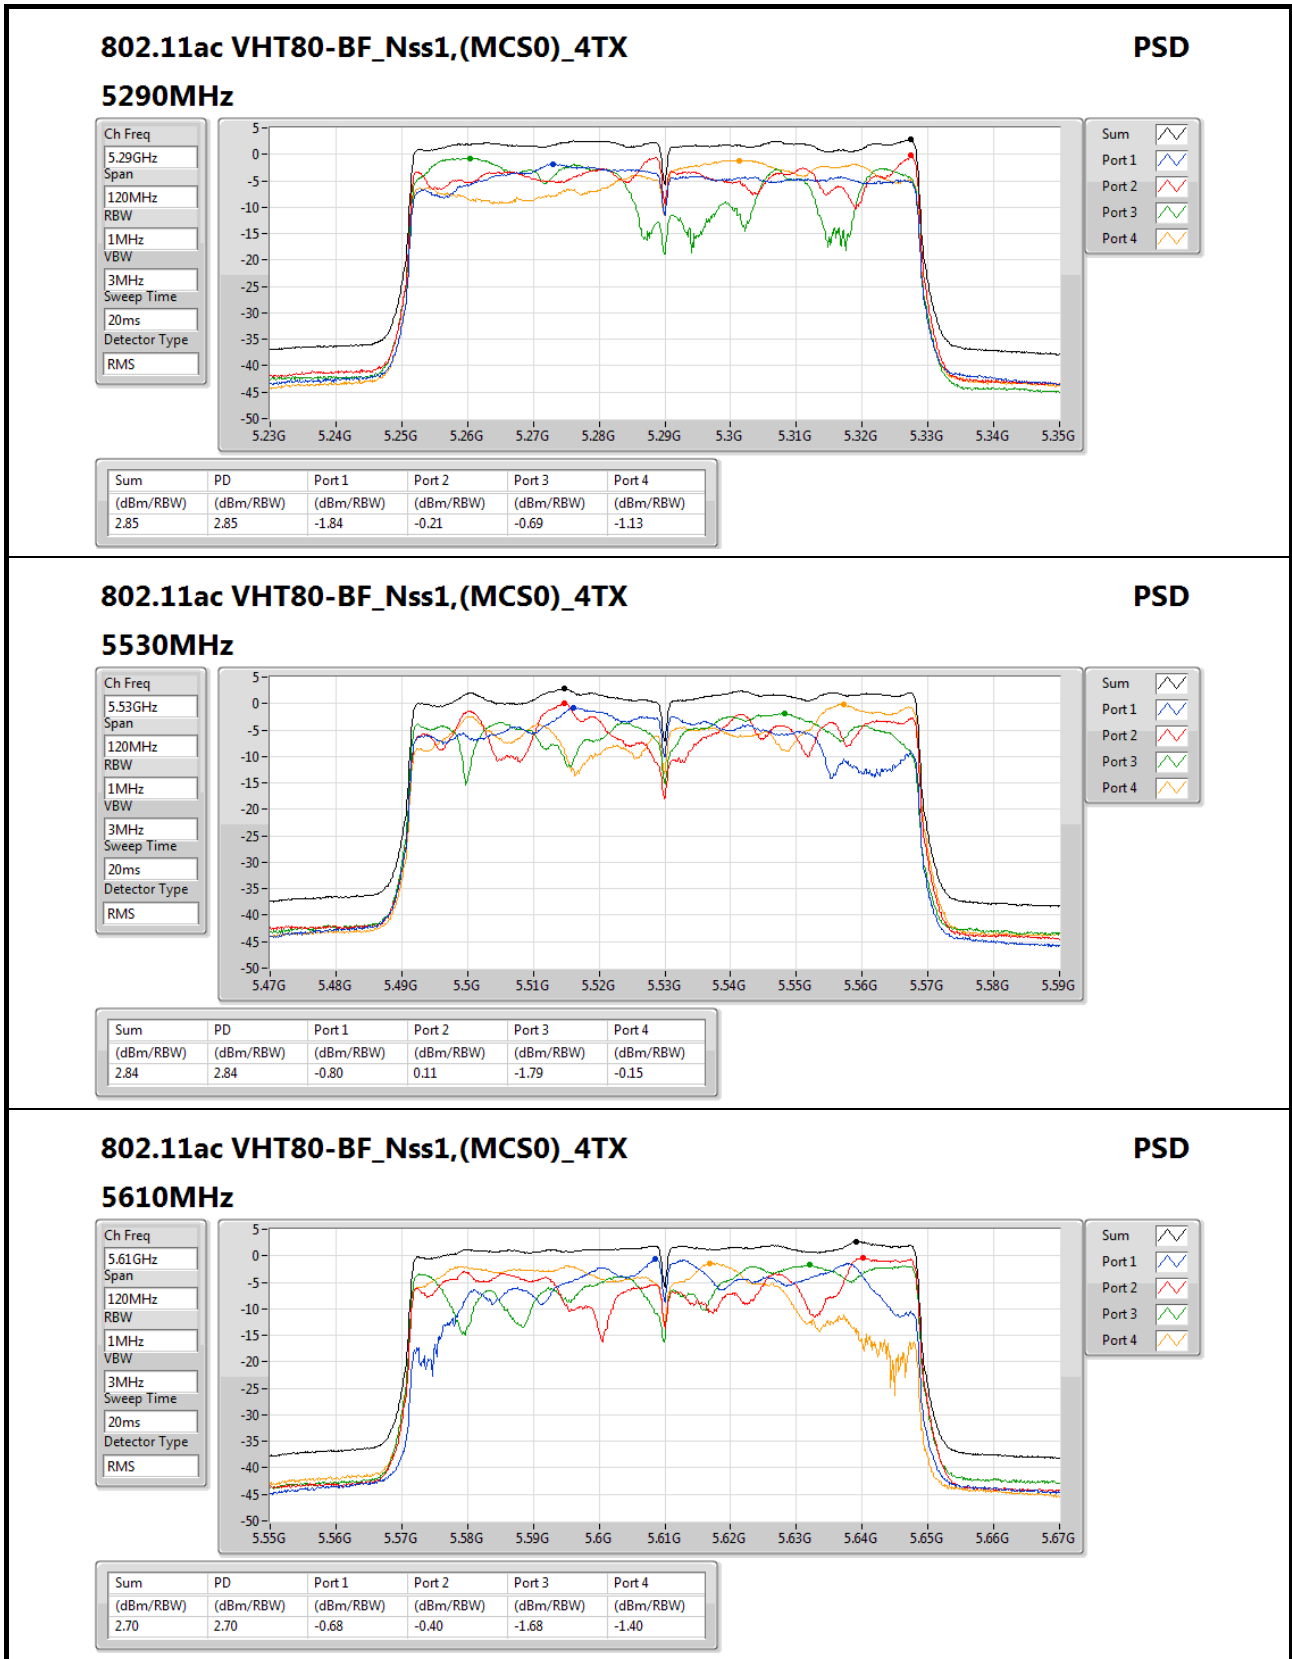 802.11ac VHT80-BF_Nss1,(MCS0)_4TX PSD
5290MHz
Ch Freq
5.29GHz
Span
120MHz
RBW
1MHz
VBW
3MHz
Sweep Time
20ms
Detector Type
RMS
5
0
-5
-10
-15
-20
-25
-30
-35
-40
-45
-50
5.23G 5.24G 5.25G 5.26G 5.27G 5.28G 5.29G 5.3G 5.31G 5.32G 5.33G 5.34G 5.35G
Sum
Port 1
Port 2
Port 3
Port 4
Sum PD Port 1 Port 2 Port 3 Port 4
(dBm/RBW) (dBm/RBW) (dBm/RBW) (dBm/RBW) (dBm/RBW) (dBm/RBW)
2.85 2.85 -1.84 -0.21 -0.69 -1.13
802.11ac VHT80-BF_Nss1,(MCS0)_4TX PSD
5530MHz
Ch Freq
5.53GHz
Span
120MHz
RBW
1MHz
VBW
3MHz
Sweep Time
20ms
Detector Type
RMS
5
0
-5
-10
-15
-20
-25
-30
-35
-40
-45
-50
5.47G 5.48G 5.49G 5.5G 5.51G 5.52G 5.53G 5.54G 5.55G 5.56G 5.57G 5.58G 5.59G
Sum
Port 1
Port 2
Port 3
Port 4
Sum PD Port 1 Port 2 Port 3 Port 4
(dBm/RBW) (dBm/RBW) (dBm/RBW) (dBm/RBW) (dBm/RBW) (dBm/RBW)
2.84 2.84 -0.80 0.11 -1.79 -0.15
802.11ac VHT80-BF_Nss1,(MCS0)_4TX PSD
5610MHz
Ch Freq
5.61GHz
Span
120MHz
RBW
1MHz
VBW
3MHz
Sweep Time
20ms
Detector Type
RMS
5
0
-5
-10
-15
-20
-25
-30
-35
-40
-45
-50
5.55G 5.56G 5.57G 5.58G 5.59G 5.6G 5.61G 5.62G 5.63G 5.64G 5.65G 5.66G 5.67G
Sum
Port 1
Port 2
Port 3
Port 4
Sum PD Port 1 Port 2 Port 3 Port 4
(dBm/RBW) (dBm/RBW) (dBm/RBW) (dBm/RBW) (dBm/RBW) (dBm/RBW)
2.70 2.70 -0.68 -0.40 -1.68 -1.40